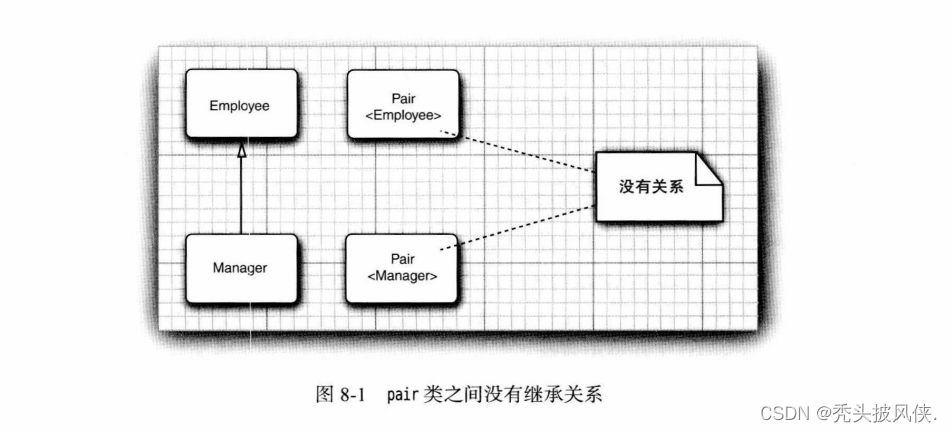 Employee
Pair
<Employee>
没有关系
Manager
Pair
<Manager>
图 8-1 pair 类之间没有继承关系
CSDN @秃头披风侠.